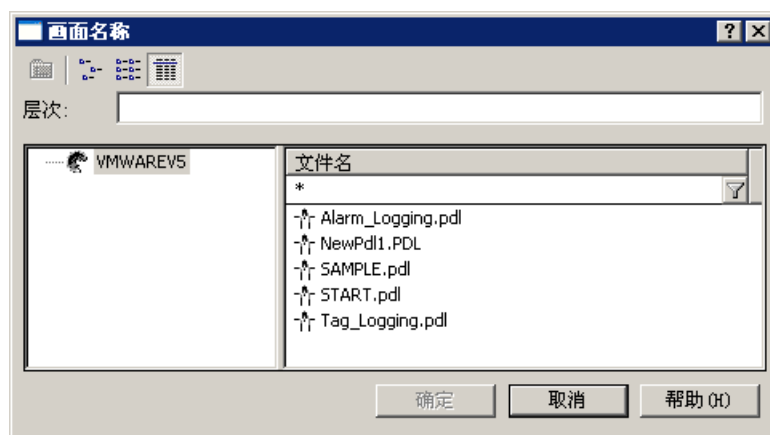 画面名称
层次:
VMWAREV5
文件名
*
Alarm_Logging.pdl
NewPdl1.PDL
SAMPLE.pdl
START.pdl
Tag_Logging.pdl
确定
取消
帮助(H)